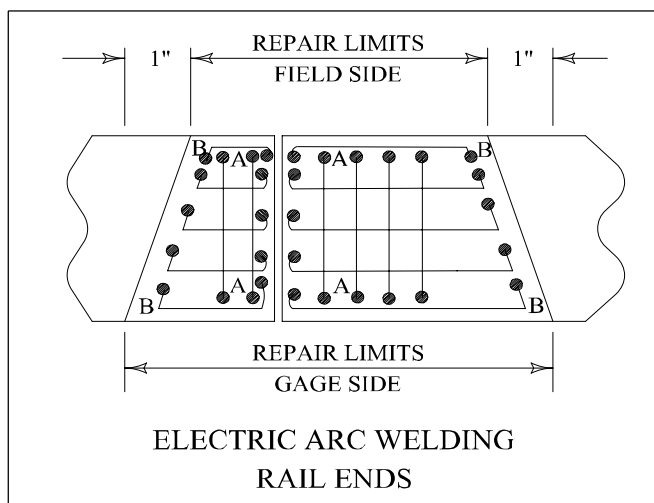 REPAIR LIMITS
1" 1"
FIELD SIDE
B A A B
A A
B B
REPAIR LIMITS
GAGE SIDE
ELECTRIC ARC WELDING
RAIL ENDS